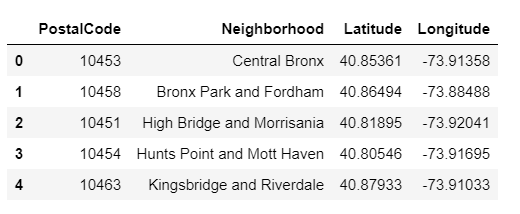 PostalCode Neighborhood Latitude Longitude
0 10453 Central Bronx 40.85361 -73.91358
1 10458 Bronx Park and Fordham 40.86494 -73.88488
2 10451 High Bridge and Morrisania 40.81895 -73.92041
3 10454 Hunts Point and Mott Haven 40.80546 -73.91695
4 10463 Kingsbridge and Riverdale 40.87933 -73.91033